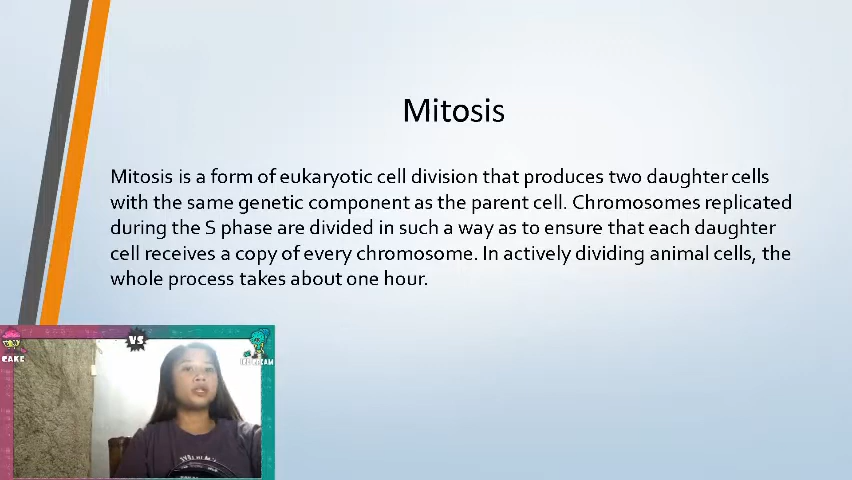 Mitosis
Mitosis is a form of eukaryotic cell division that produces two daughter cells
with the same genetic component as the parent cell. Chromosomes replicated
during the S phase are divided in such a way as to ensure that each daughter
cell receives a copy of every chromosome. In actively dividing animal cells, the
whole process takes about one hour.
VS
CAKE